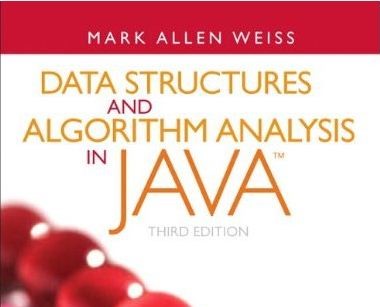 MARK ALLEN WEISS
DATA STRUCTURES
AND
ALGORITHM ANALYSIS
IN JAVA™
THIRD EDITION